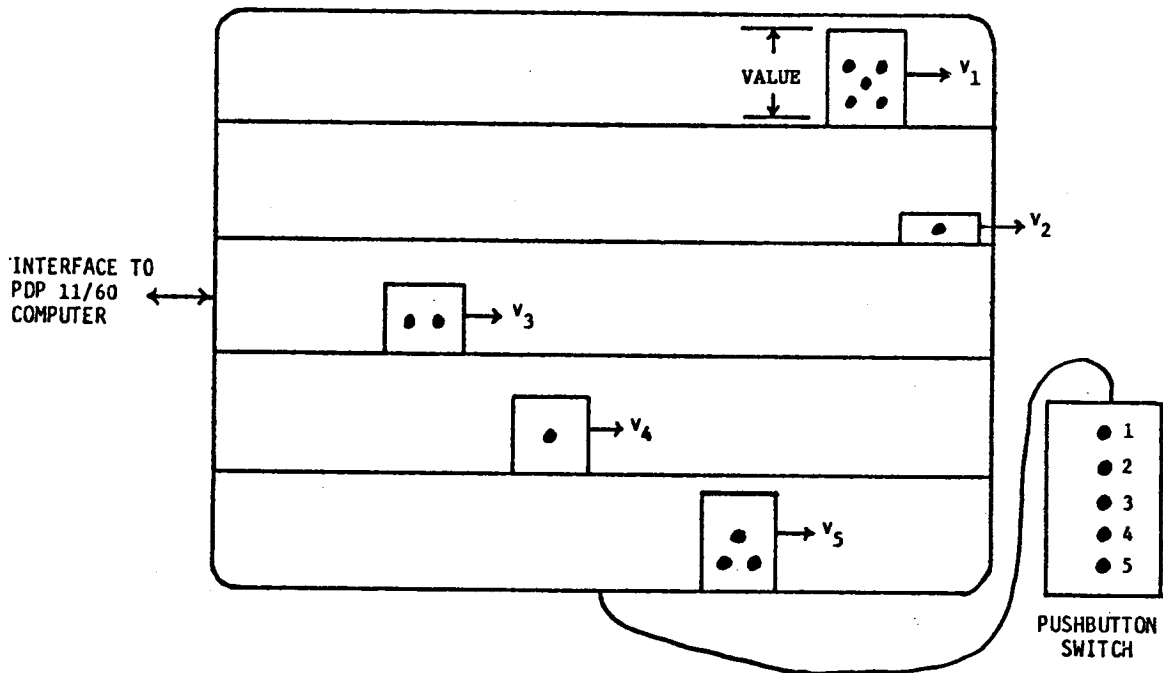 VALUE
v1
v2
INTERFACE TO
PDP 11/60
COMPUTER
v3
v4
v5
1
2
3
4
5
PUSHBUTTON
SWITCH